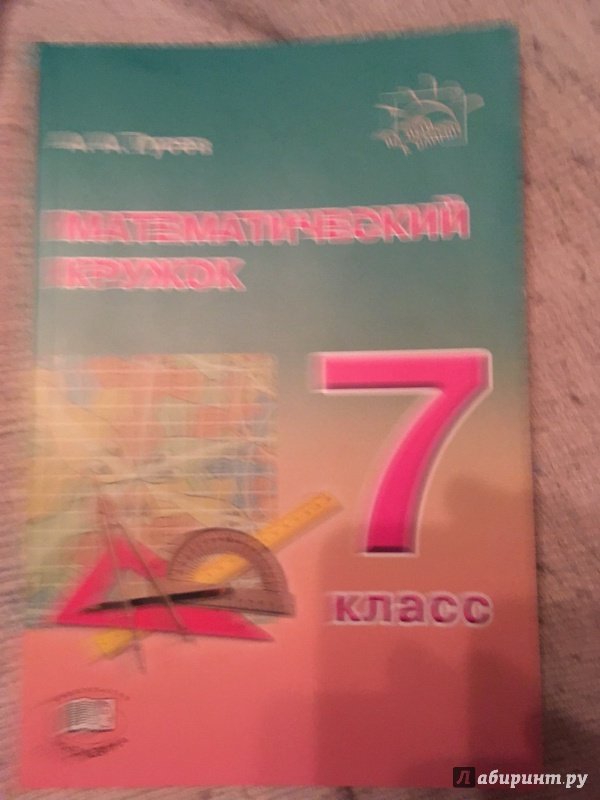 А. А. Гусев
МАТЕМАТИЧЕСКИЙ
КРУЖОК
7
класс
Лабиринт.ру